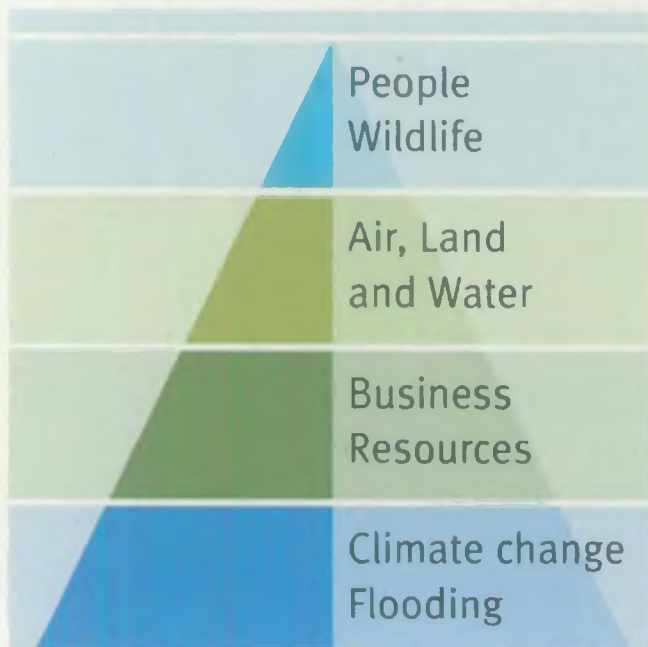 People
Wildlife
Air, Land
and Water
Business
Resources
Climate change
Flooding